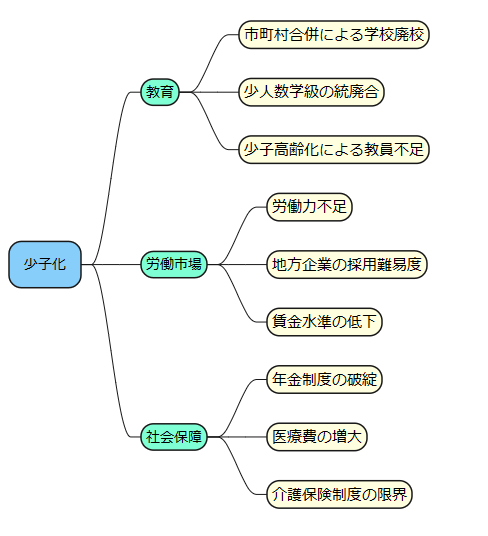 少子化
教育
市町村合併による学校廃校
少人数学級の統廃合
少子高齢化による教員不足
労働市場
労働力不足
地方企業の採用難易度
賃金水準の低下
社会保障
年金制度の破綻
医療費の増大
介護保険制度の限界